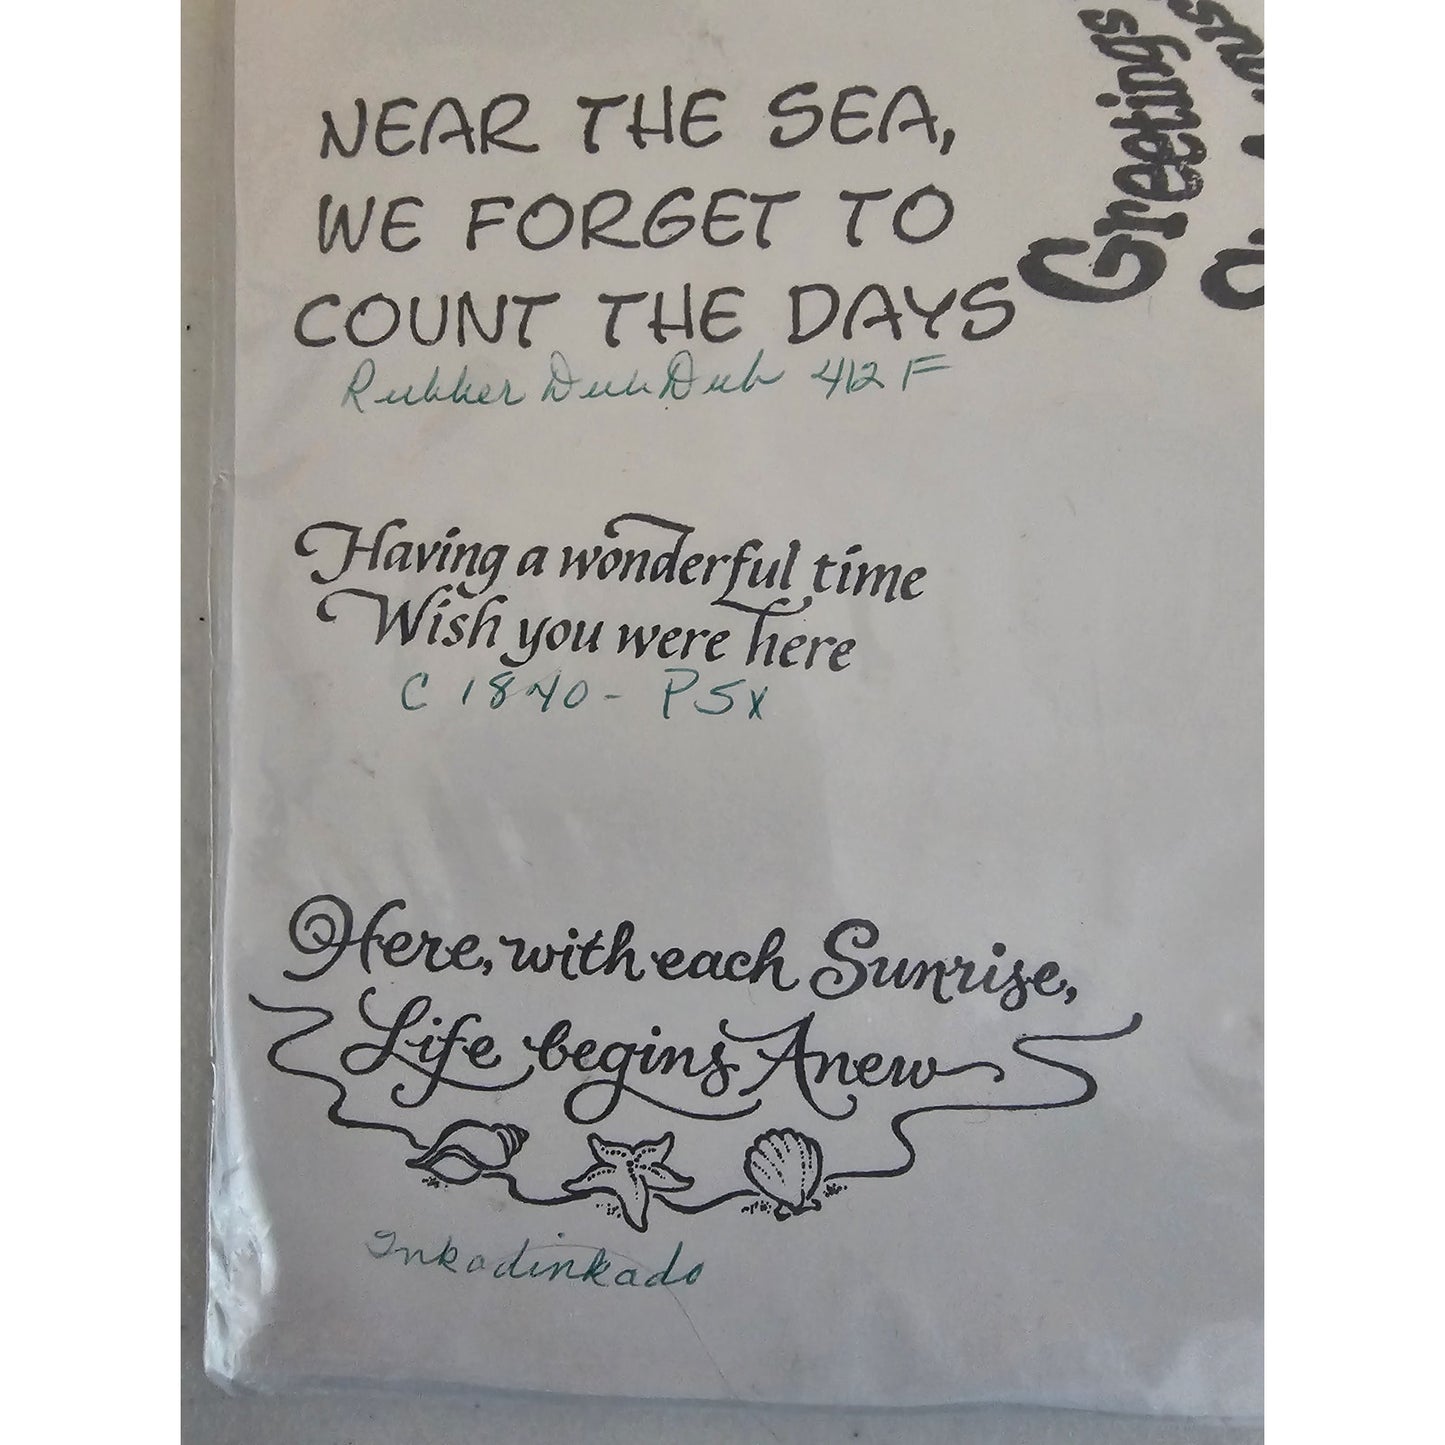 NEAR THE SEA,
WE FORGET TO
COUNT THE DAYS
Rubber Dub Dub 412 F
Greetings
Having a wonderful time
Wish you were here
C 1840 - PSX
Here, with each Sunrise,
Life begins Anew
Inkadinkado